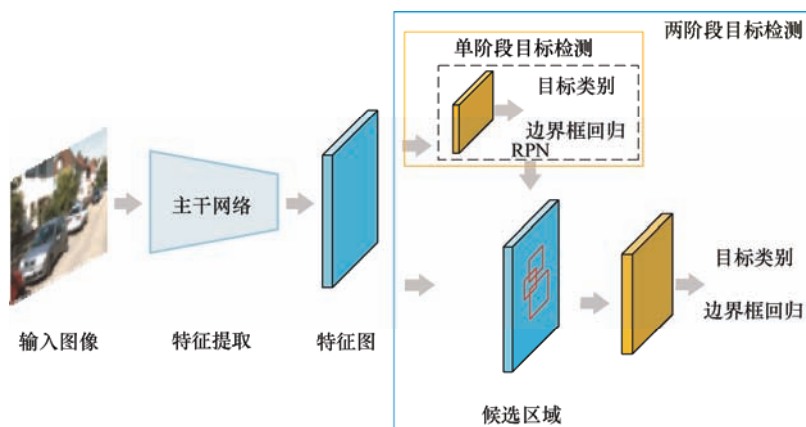 两阶段目标检测
单阶段目标检测
目标类别
边界框回归
RPN
主干网络
目标类别
边界框回归
输入图像
特征提取
特征图
候选区域